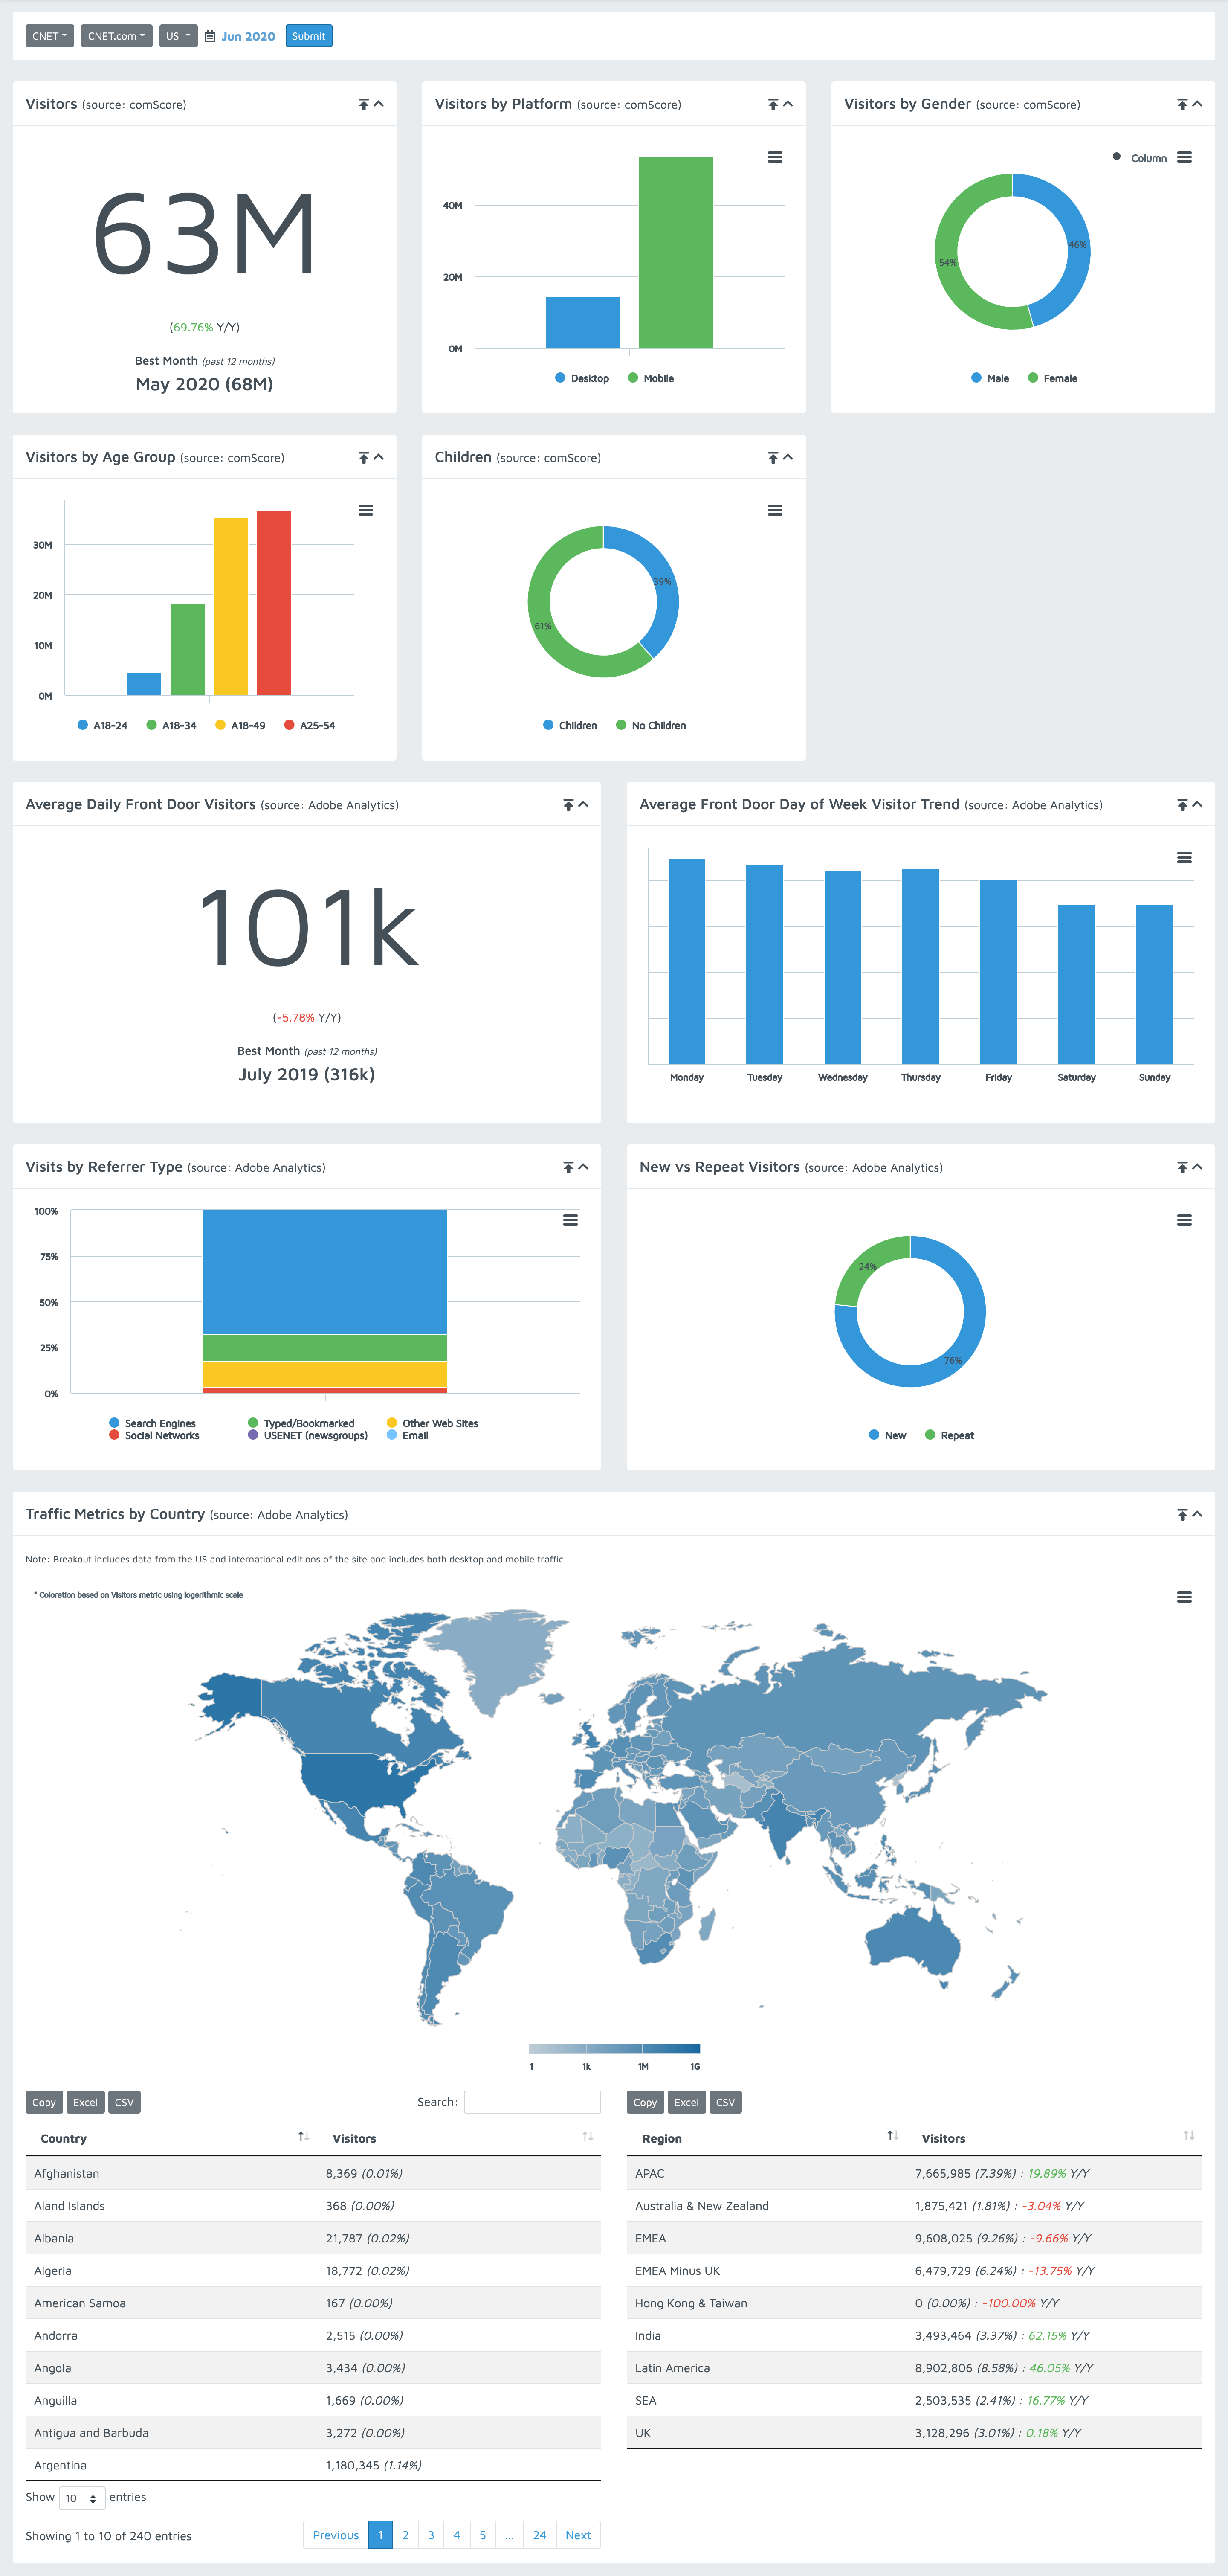 CNET CNET.com US Jun 2020 Submit
Visitors (source: comScore)
63M
(69.76% Y/Y)
Best Month (past 12 months)
May 2020 (68M)
Visitors by Platform (source: comScore)
40M
20M
0M
Desktop Mobile
Visitors by Gender (source: comScore)
Column
46%
54%
Male Female
Visitors by Age Group (source: comScore)
30M
20M
10M
0M
A18-24 A18-34 A18-49 A25-54
Children (source: comScore)
39%
61%
Children No Children
Average Daily Front Door Visitors (source: Adobe Analytics)
101k
(-5.78% Y/Y)
Best Month (past 12 months)
July 2019 (316k)
Average Front Door Day of Week Visitor Trend (source: Adobe Analytics)
Monday Tuesday Wednesday Thursday Friday Saturday Sunday
Visits by Referrer Type (source: Adobe Analytics)
100%
75%
50%
25%
0%
Search Engines Typed/Bookmarked Other Web Sites
Social Networks USENET (newsgroups) Email
New vs Repeat Visitors (source: Adobe Analytics)
24%
76%
New Repeat
Traffic Metrics by Country (source: Adobe Analytics)
Note: Breakout includes data from the US and international editions of the site and includes both desktop and mobile traffic
* Coloration based on Visitors metric using logarithmic scale
1 1k 1M 1G
Copy Excel CSV Search:
Country Visitors
Afghanistan 8,369 (0.01%)
Aland Islands 368 (0.00%)
Albania 21,787 (0.02%)
Algeria 18,772 (0.02%)
American Samoa 167 (0.00%)
Andorra 2,515 (0.00%)
Angola 3,434 (0.00%)
Anguilla 1,669 (0.00%)
Antigua and Barbuda 3,272 (0.00%)
Argentina 1,180,345 (1.14%)
Show 10 entries
Showing 1 to 10 of 240 entries Previous 1 2 3 4 5 ... 24 Next
Copy Excel CSV
Region Visitors
APAC 7,665,985 (7.39%) : 19.89% Y/Y
Australia & New Zealand 1,875,421 (1.81%) : -3.04% Y/Y
EMEA 9,608,025 (9.26%) : -9.66% Y/Y
EMEA Minus UK 6,479,729 (6.24%) : -13.75% Y/Y
Hong Kong & Taiwan 0 (0.00%) : -100.00% Y/Y
India 3,493,464 (3.37%) : 62.15% Y/Y
Latin America 8,902,806 (8.58%) : 46.05% Y/Y
SEA 2,503,535 (2.41%) : 16.77% Y/Y
UK 3,128,296 (3.01%) : 0.18% Y/Y